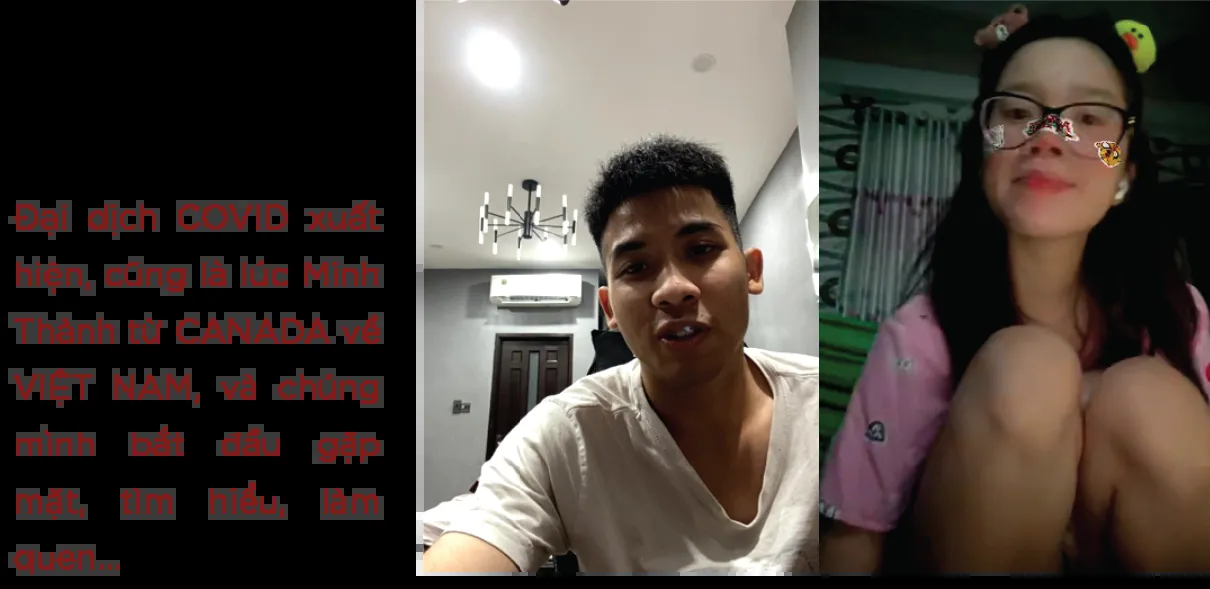 Đại dịch COVID xuất
hiện, cũng là lúc Minh
Thành từ CANADA về
VIỆT NAM, và chúng
mình bắt đầu gặp
mặt, tìm hiểu, làm
quen...